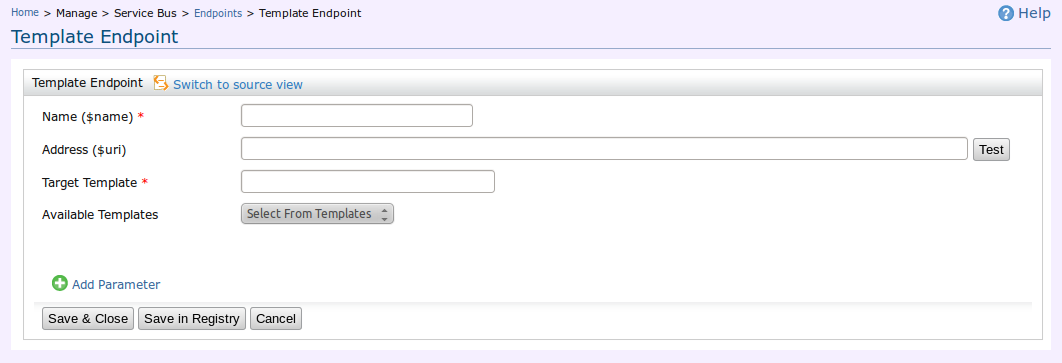 Home > Manage > Service Bus > Endpoints > Template Endpoint
Help
Template Endpoint
Template Endpoint Switch to source view
Name ($name) *
Address ($uri) Test
Target Template *
Available Templates Select From Templates
Add Parameter
Save & Close Save in Registry Cancel